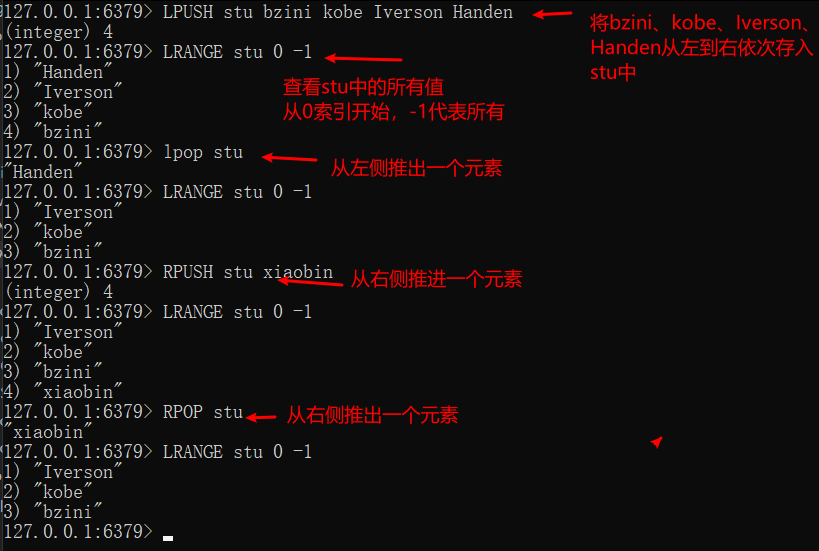 127.0.0.1:6379> LPUSH stu bzini kobe Iverson Handen
将bzini、kobe、Iverson、
Handen从左到右依次存入
stu中
(integer) 4
127.0.0.1:6379> LRANGE stu 0 -1
1) "Handen"
查看stu中的所有值
2) "Iverson"
从0索引开始，-1代表所有
3) "kobe"
4) "bzini"
127.0.0.1:6379> lpop stu
从左侧推出一个元素
"Handen"
127.0.0.1:6379> LRANGE stu 0 -1
1) "Iverson"
2) "kobe"
3) "bzini"
127.0.0.1:6379> RPUSH stu xiaobin
从右侧推进一个元素
(integer) 4
127.0.0.1:6379> LRANGE stu 0 -1
1) "Iverson"
2) "kobe"
3) "bzini"
4) "xiaobin"
127.0.0.1:6379> RPOP stu
从右侧推出一个元素
"xiaobin"
127.0.0.1:6379> LRANGE stu 0 -1
1) "Iverson"
2) "kobe"
3) "bzini"
127.0.0.1:6379>